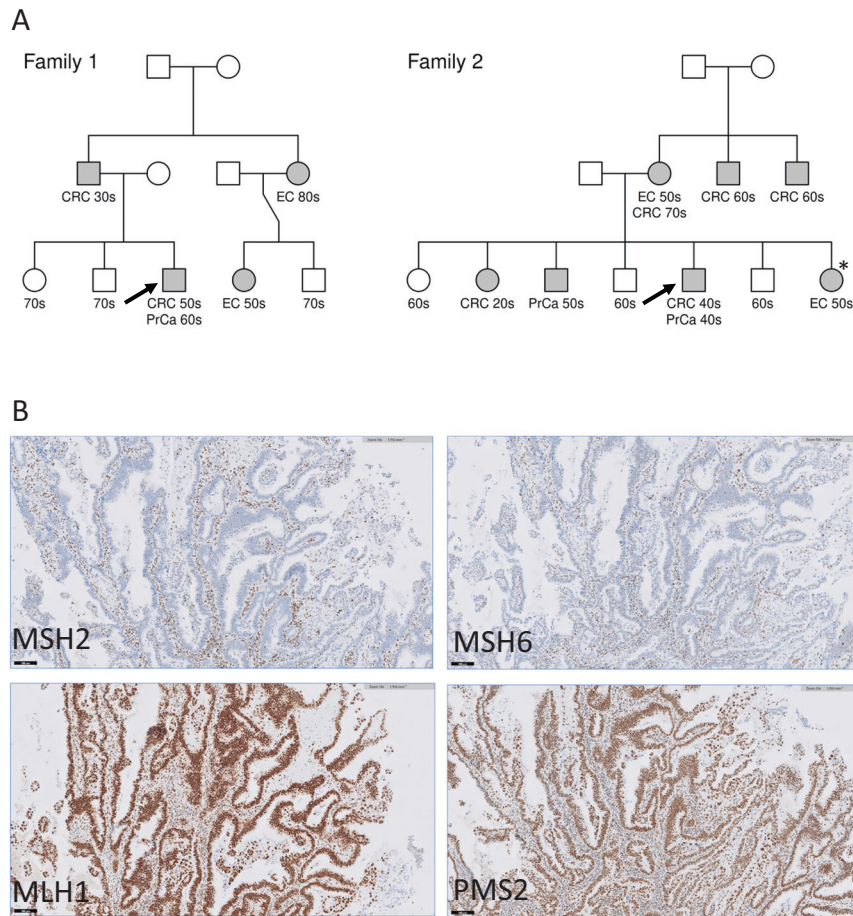 A
Family 1
Family 2
CRC 30s
EC 80s
EC 50s
CRC 70s
CRC 60s
CRC 60s
70s
70s
CRC 50s
PrCa 60s
EC 50s
70s
60s
CRC 20s
PrCa 50s
60s
CRC 40s
PrCa 40s
60s
*
EC 50s
B
MSH2
MSH6
MLH1
PMS2